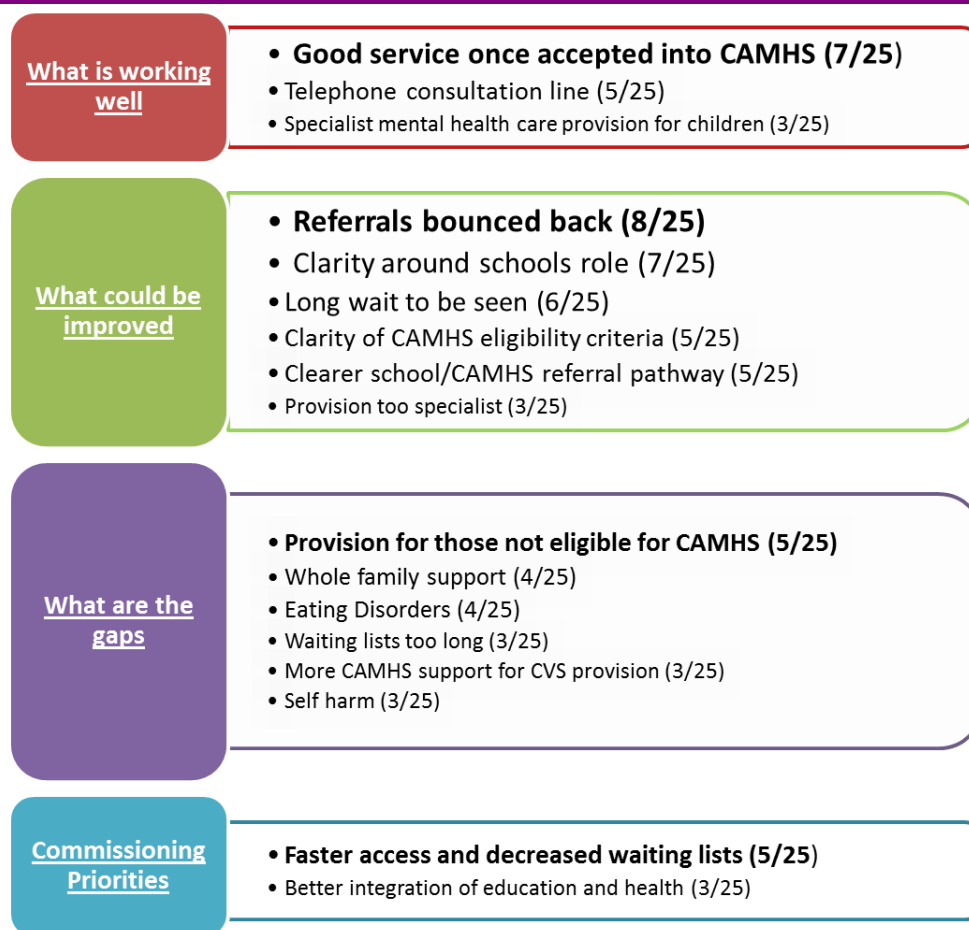 What is working
well
• Good service once accepted into CAMHS (7/25)
• Telephone consultation line (5/25)
• Specialist mental health care provision for children (3/25)
What could be
improved
• Referrals bounced back (8/25)
• Clarity around schools role (7/25)
• Long wait to be seen (6/25)
• Clarity of CAMHS eligibility criteria (5/25)
• Clearer school/CAMHS referral pathway (5/25)
• Provision too specialist (3/25)
What are the
gaps
• Provision for those not eligible for CAMHS (5/25)
• Whole family support (4/25)
• Eating Disorders (4/25)
• Waiting lists too long (3/25)
• More CAMHS support for CVS provision (3/25)
• Self harm (3/25)
Commissioning
Priorities
• Faster access and decreased waiting lists (5/25)
• Better integration of education and health (3/25)